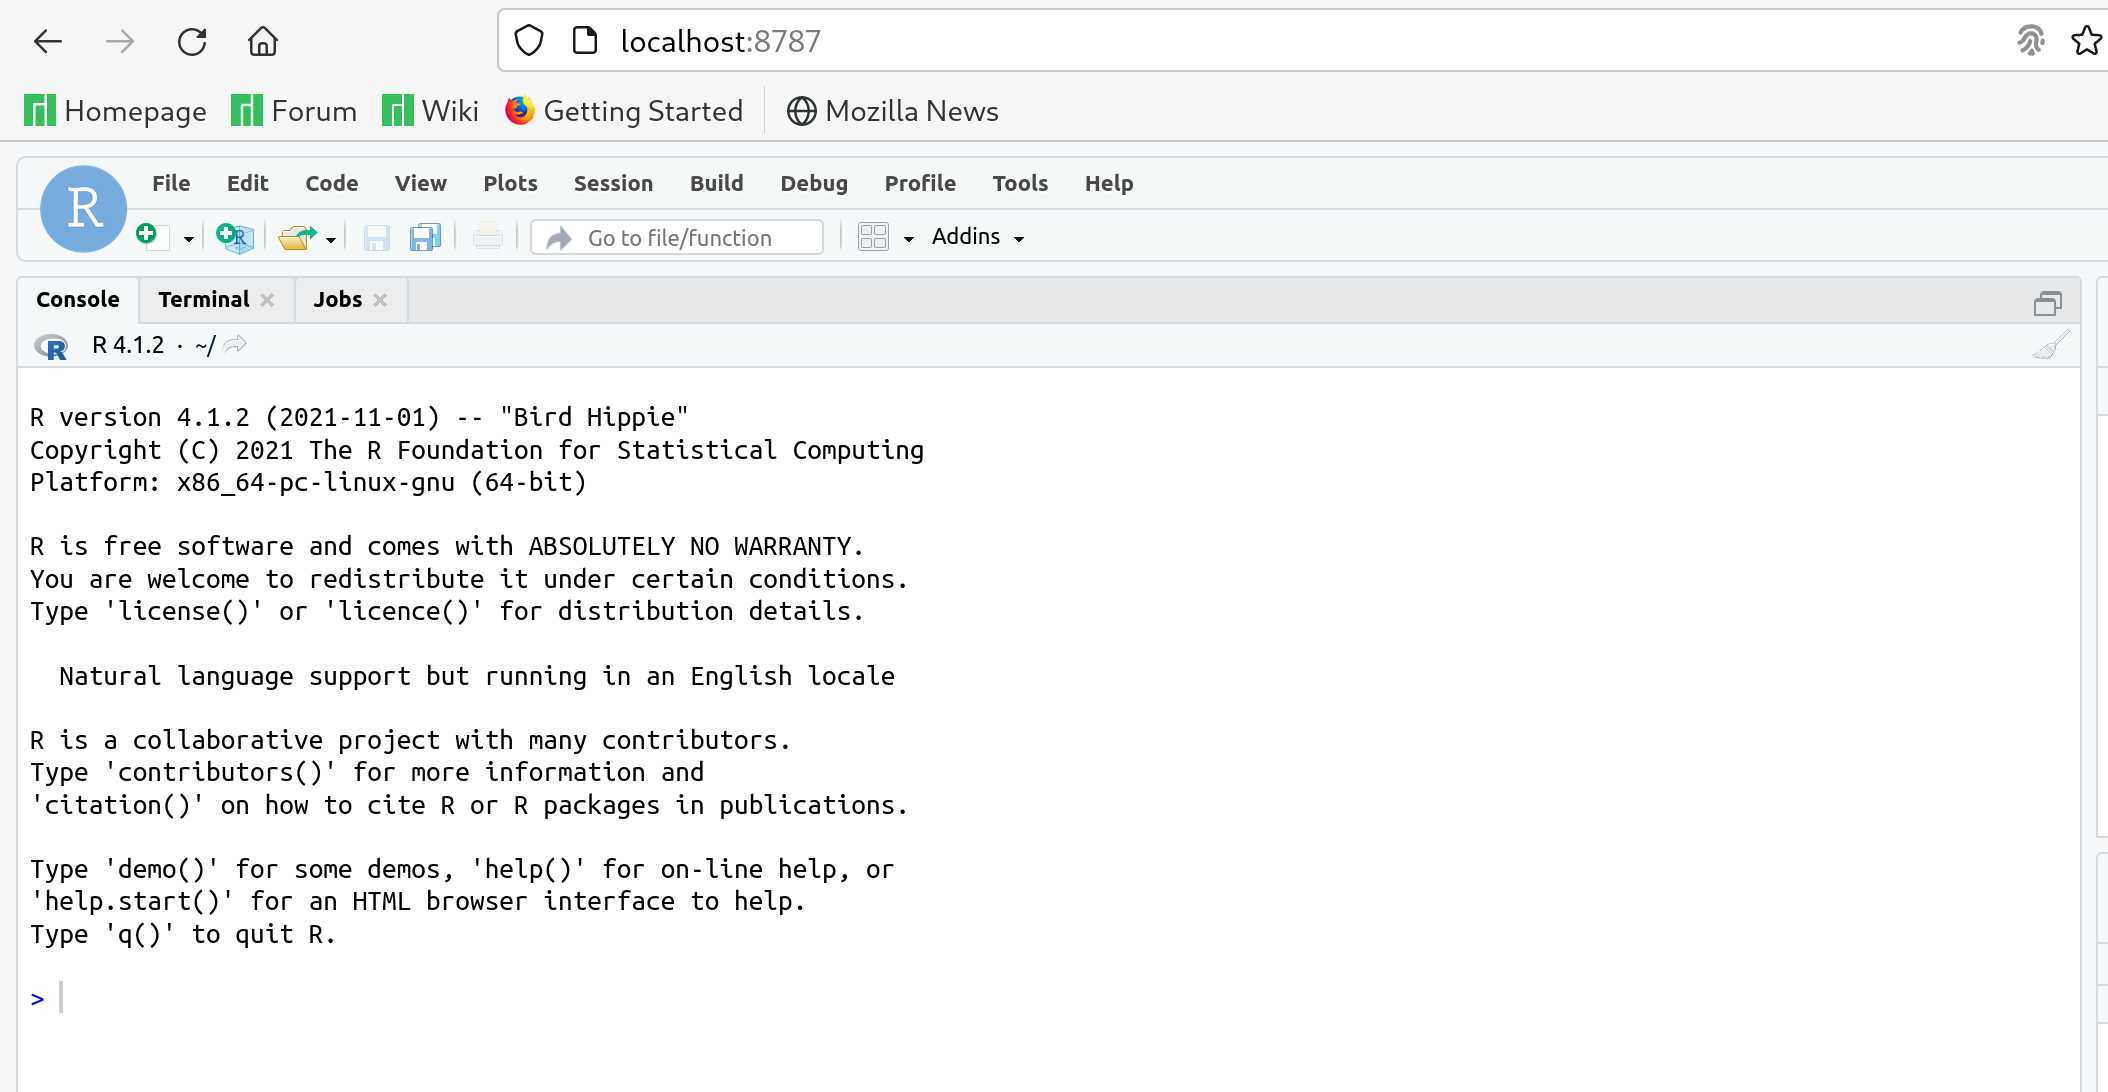 localhost:8787
Homepage Forum Wiki Getting Started Mozilla News
R File Edit Code View Plots Session Build Debug Profile Tools Help
R Go to file/function Addins
Console Terminal Jobs
R R 4.1.2 · ~/
R version 4.1.2 (2021-11-01) -- "Bird Hippie"
Copyright (C) 2021 The R Foundation for Statistical Computing
Platform: x86_64-pc-linux-gnu (64-bit)
R is free software and comes with ABSOLUTELY NO WARRANTY.
You are welcome to redistribute it under certain conditions.
Type 'license()' or 'licence()' for distribution details.
Natural language support but running in an English locale
R is a collaborative project with many contributors.
Type 'contributors()' for more information and
'citation()' on how to cite R or R packages in publications.
Type 'demo()' for some demos, 'help()' for on-line help, or
'help.start()' for an HTML browser interface to help.
Type 'q()' to quit R.
>